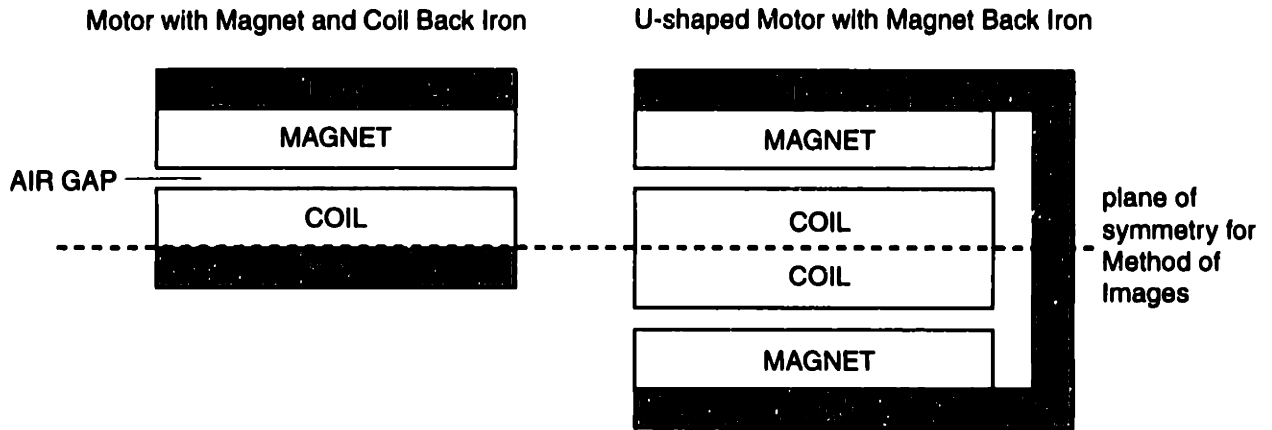 Motor with Magnet and Coil Back Iron
U-shaped Motor with Magnet Back Iron
MAGNET
AIR GAP
COIL
MAGNET
COIL
COIL
MAGNET
plane of
symmetry for
Method of
Images